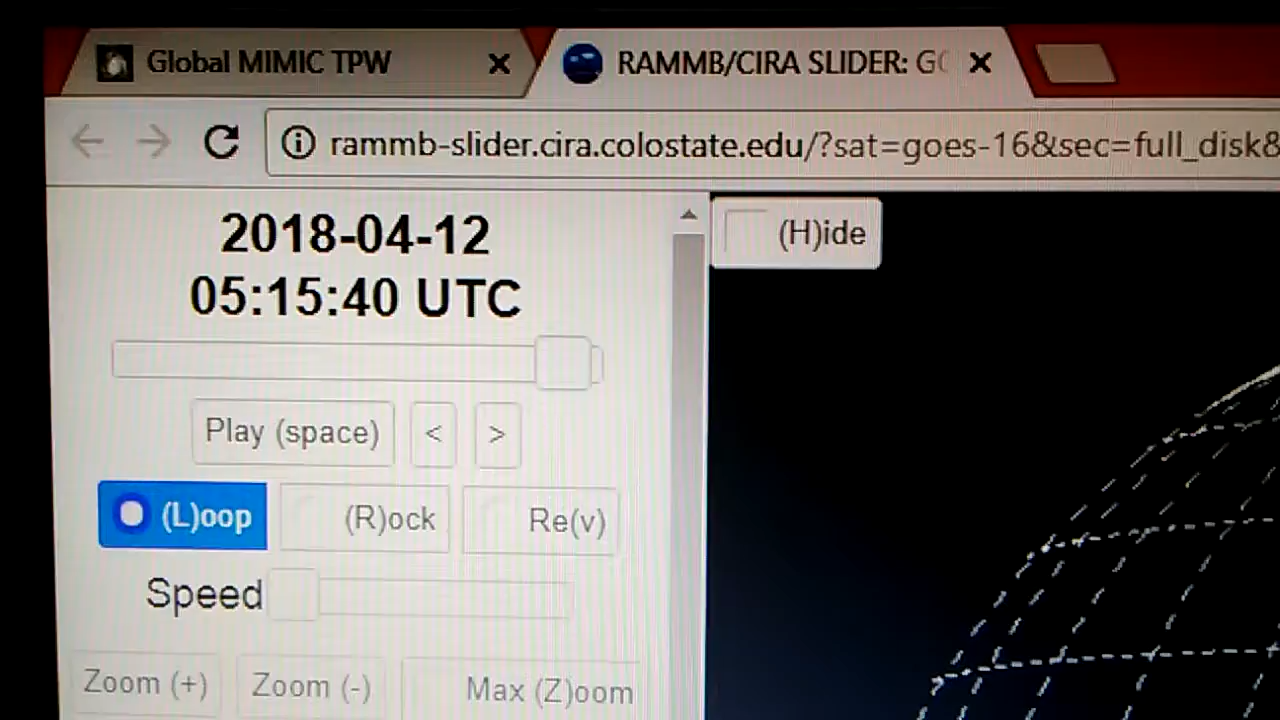 Global MIMIC TPW
RAMMB/CIRA SLIDER: GO
rammb-slider.cira.colostate.edu/?sat=goes-16&sec=full_disk&
2018-04-12
05:15:40 UTC
(H)ide
Play (space) < >
(L)oop (R)ock Re(v)
Speed
Zoom (+) Zoom (-) Max (Z)oom